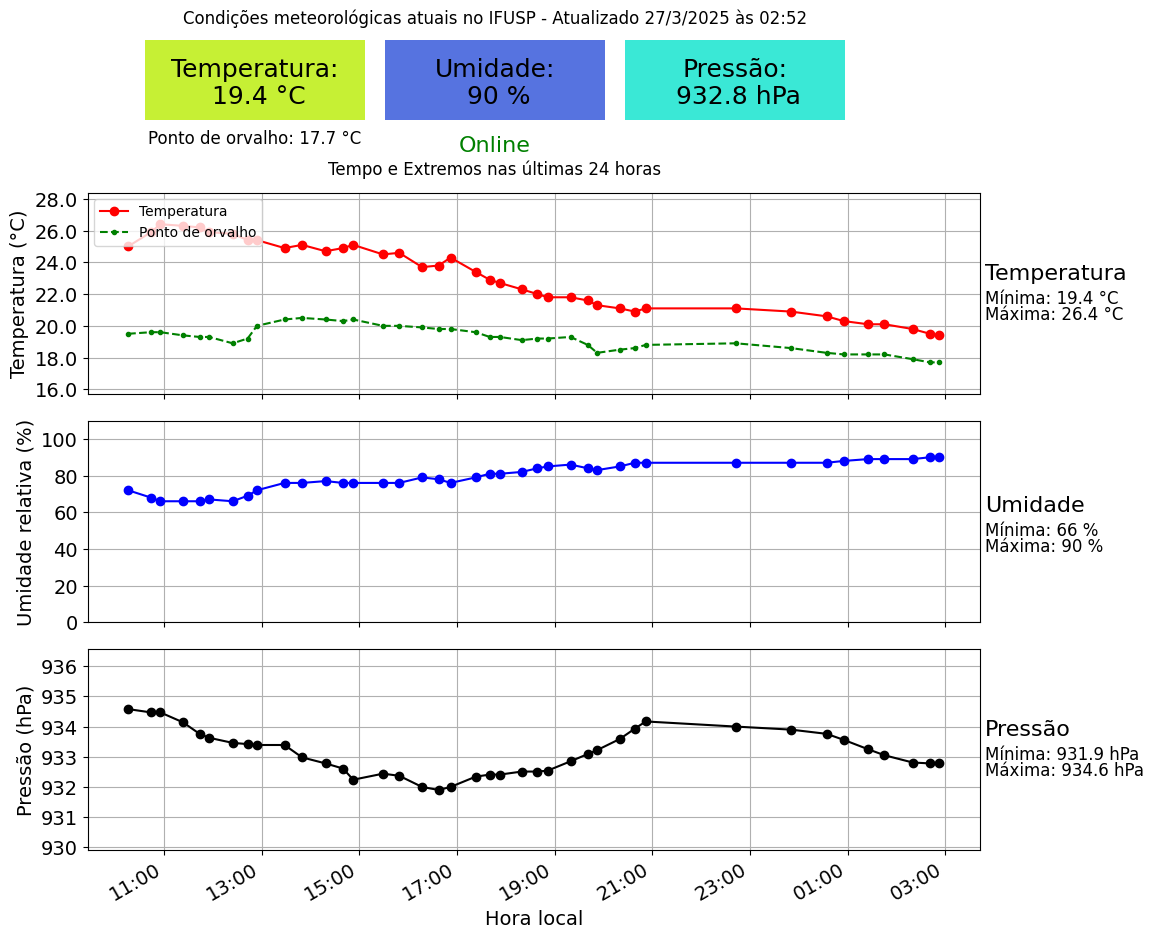 Condições meteorológicas atuais no IFUSP - Atualizado 27/3/2025 às 02:52
Temperatura:
19.4 °C
Umidade:
90 %
Pressão:
932.8 hPa
Ponto de orvalho: 17.7 °C
Online
Tempo e Extremos nas últimas 24 horas
Temperatura (°C)
28.0
26.0
24.0
22.0
20.0
18.0
16.0
Temperatura
Ponto de orvalho
Temperatura
Mínima: 19.4 °C
Máxima: 26.4 °C
Umidade relativa (%)
100
80
60
40
20
0
Umidade
Mínima: 66 %
Máxima: 90 %
Pressão (hPa)
936
935
934
933
932
931
930
Pressão
Mínima: 931.9 hPa
Máxima: 934.6 hPa
11:00
13:00
15:00
17:00
19:00
21:00
23:00
01:00
03:00
Hora local